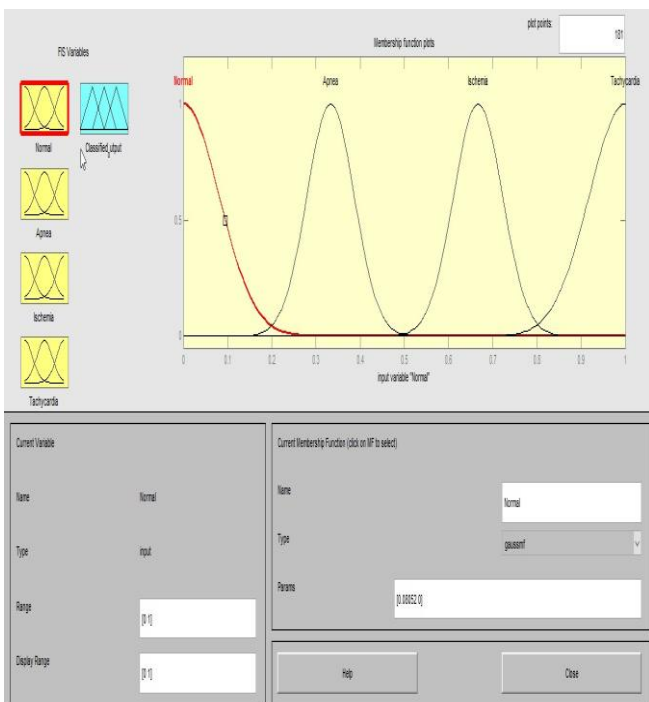 plot points:
181
FIS Variables
Membership function plots
Normal
Apnea
Ischemia
Tachycardia
Normal
Classified_output
Apnea
Ischemia
Tachycardia
1
0.5
0
0 0.1 0.2 0.3 0.4 0.5 0.6 0.7 0.8 0.9 1
input variable "Normal"
Current Variable
Name Normal
Type input
Range [0 1]
Display Range [0 1]
Current Membership Function (click on MF to select)
Name Normal
Type gaussmf
Params [0.08052 0]
Help
Close